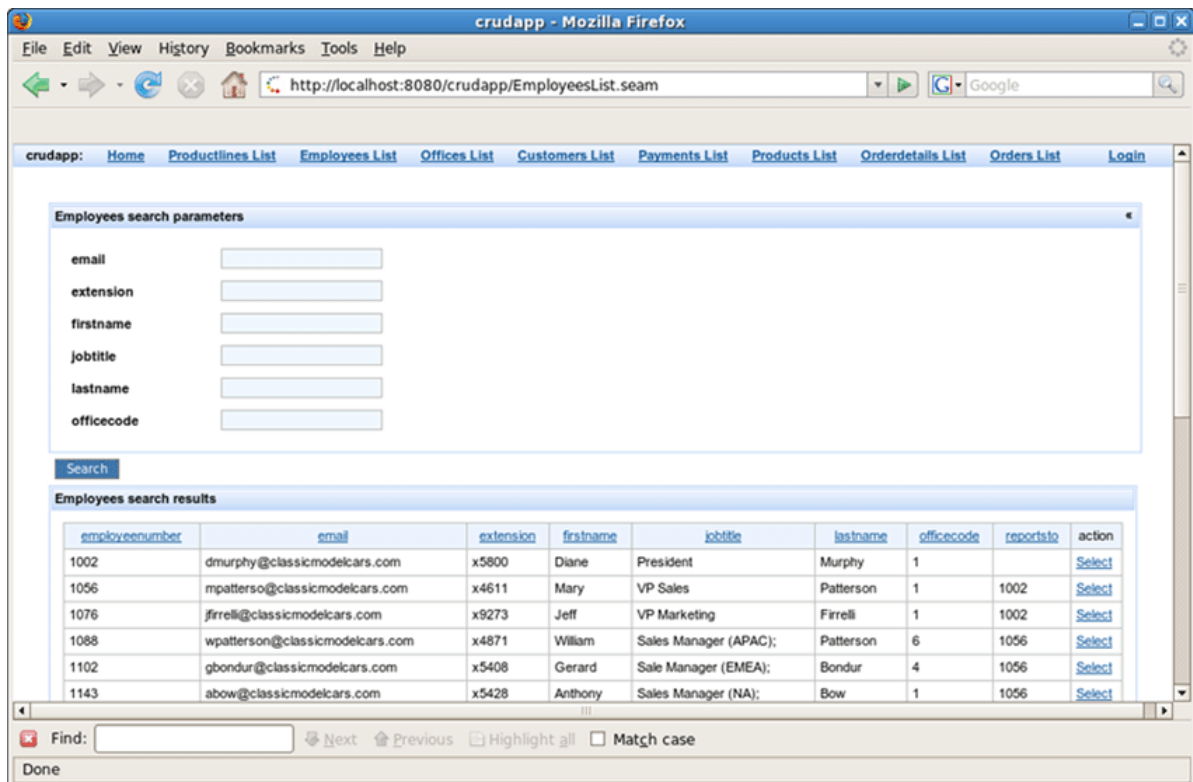 crudapp - Mozilla Firefox
File Edit View History Bookmarks Tools Help
http://localhost:8080/crudapp/EmployeesList.seam G Google
crudapp: Home Productlines List Employees List Offices List Customers List Payments List Products List Orderdetails List Orders List Login
Employees search parameters «
email
extension
firstname
jobtitle
lastname
officecode
Search
Employees search results
employeenumber email extension firstname jobtitle lastname officecode reportsto action
1002 dmurphy@classicmodelcars.com x5800 Diane President Murphy 1 Select
1056 mpatterso@classicmodelcars.com x4611 Mary VP Sales Patterson 1 1002 Select
1076 jfirrelli@classicmodelcars.com x9273 Jeff VP Marketing Firrelli 1 1002 Select
1088 wpatterson@classicmodelcars.com x4871 William Sales Manager (APAC); Patterson 6 1056 Select
1102 gbondur@classicmodelcars.com x5408 Gerard Sale Manager (EMEA); Bondur 4 1056 Select
1143 abow@classicmodelcars.com x5428 Anthony Sales Manager (NA); Bow 1 1056 Select
Find: Next Previous Highlight all Match case
Done